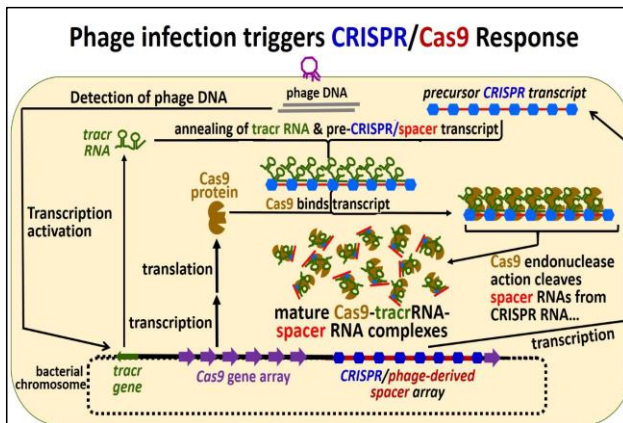 Phage infection triggers CRISPR/Cas9 Response
Detection of phage DNA
phage DNA
precursor CRISPR transcript
tracr
RNA
annealing of tracr RNA & pre-CRISPR/spacer transcript
Cas9
protein
Cas9 binds transcript
Transcription
activation
translation
transcription
mature Cas9-tracrRNA-
spacer RNA complexes
Cas9 endonuclease
action cleaves
spacer RNAs from
CRISPR RNA...
transcription
bacterial
chromosome
tracr
gene
Cas9 gene array
CRISPR/phage-derived
spacer array